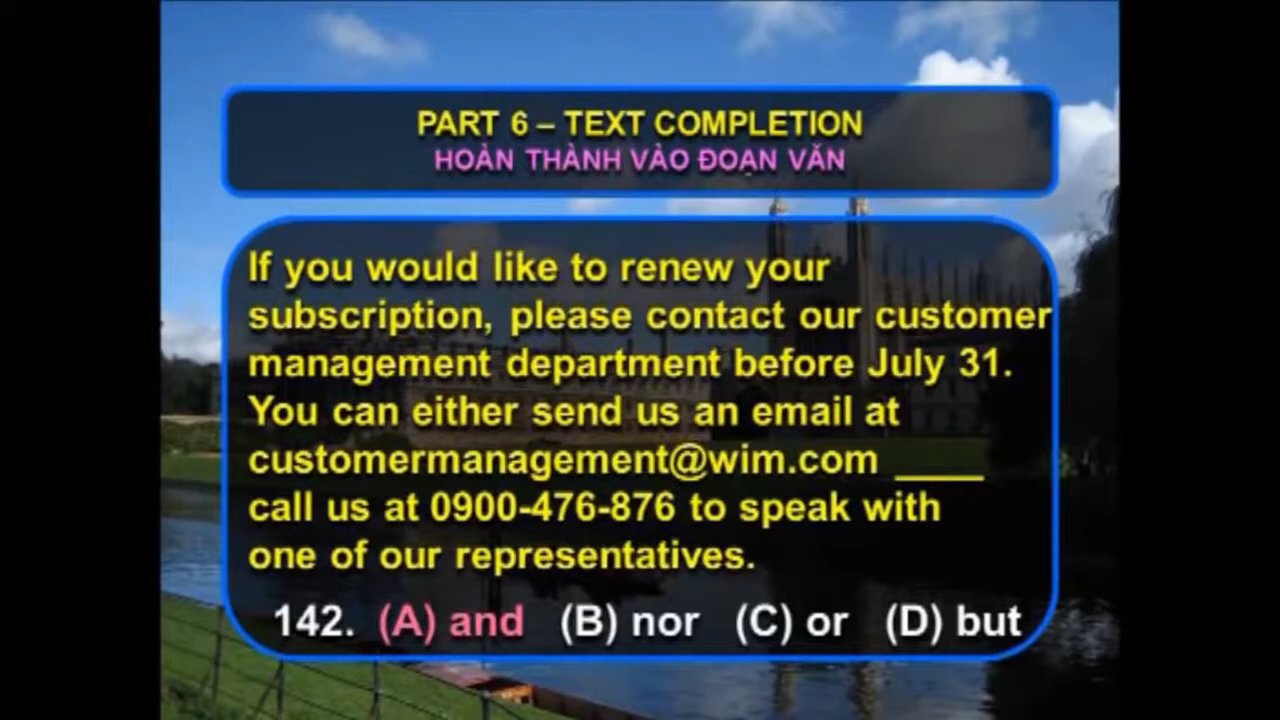 PART 6 – TEXT COMPLETION
HOÀN THÀNH VÀO ĐOẠN VĂN
If you would like to renew your
subscription, please contact our customer
management department before July 31.
You can either send us an email at
customermanagement@wim.com ____
call us at 0900-476-876 to speak with
one of our representatives.
142. (A) and (B) nor (C) or (D) but